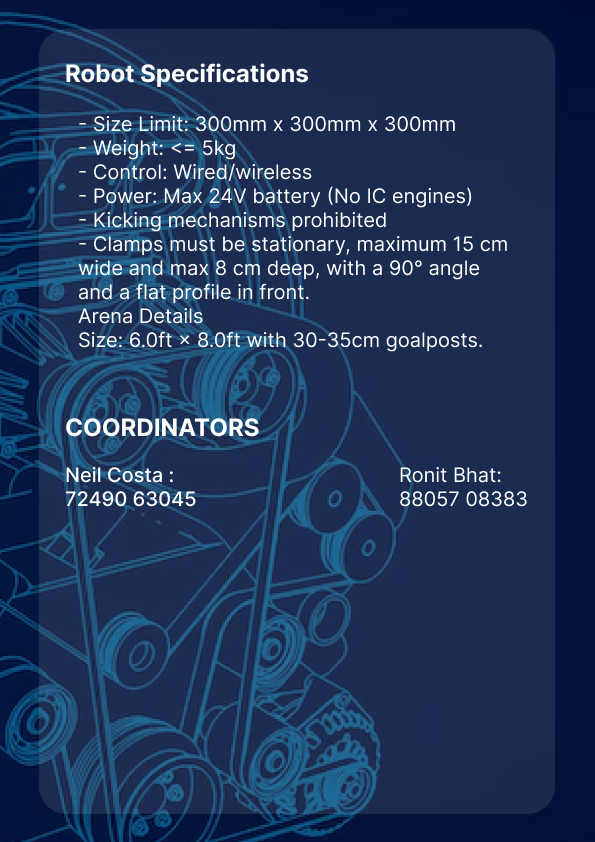 Robot Specifications
- Size Limit: 300mm x 300mm x 300mm
- Weight: <= 5kg
- Control: Wired/wireless
- Power: Max 24V battery (No IC engines)
- Kicking mechanisms prohibited
- Clamps must be stationary, maximum 15 cm
wide and max 8 cm deep, with a 90° angle
and a flat profile in front.
Arena Details
Size: 6.0ft × 8.0ft with 30-35cm goalposts.
COORDINATORS
Neil Costa :
72490 63045
Ronit Bhat:
88057 08383